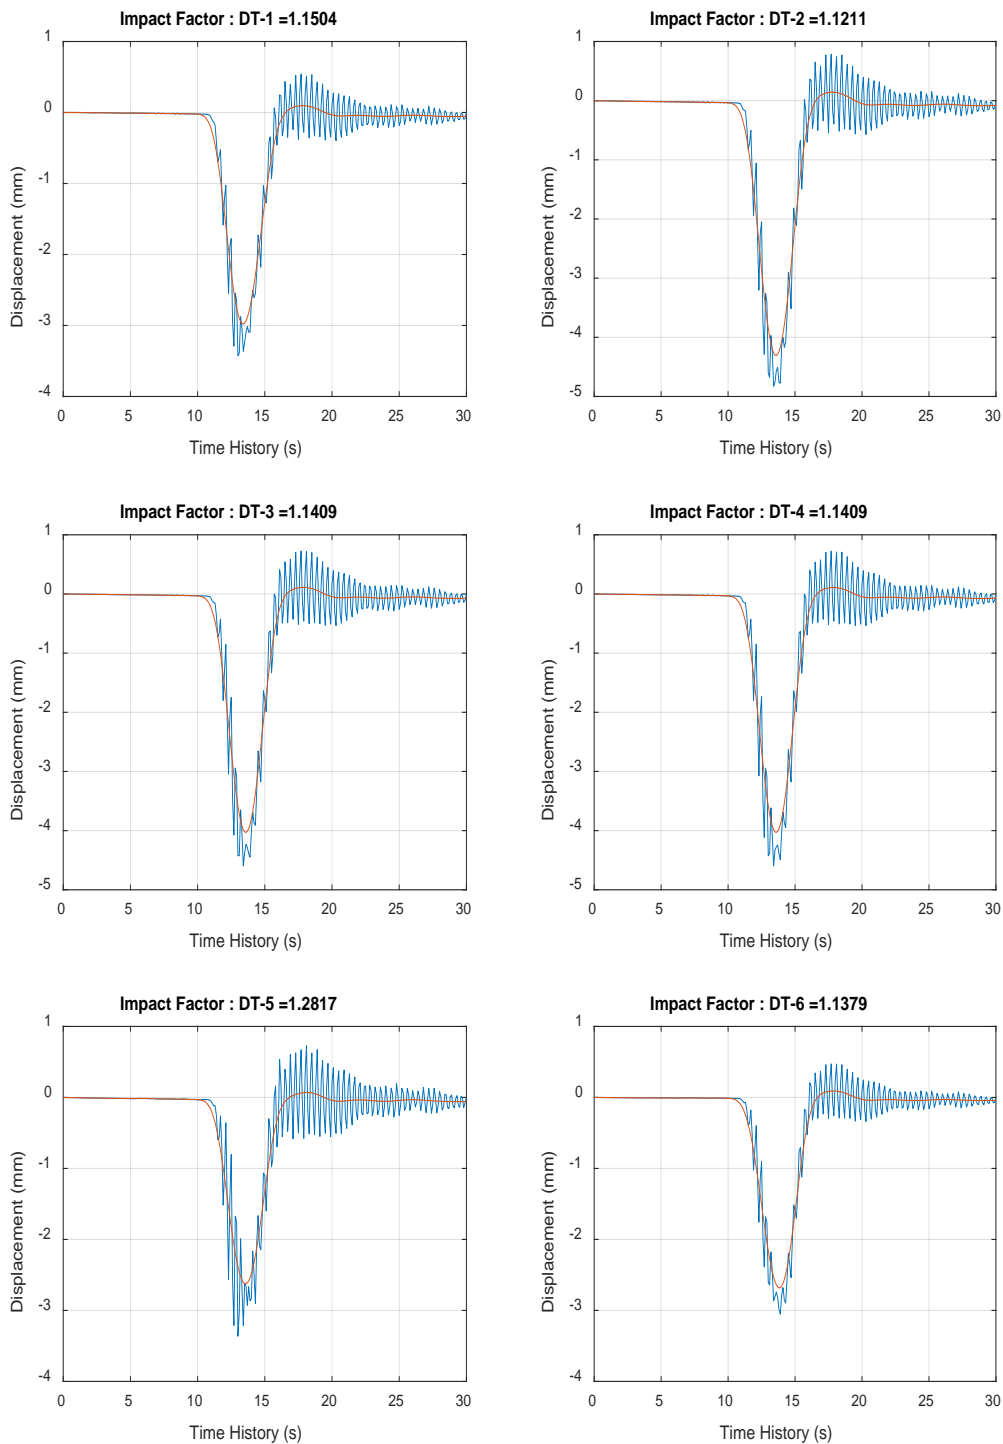 Impact Factor : DT-1 =1.1504
1
0
-1
-2
-3
-4
0 5 10 15 20 25 30
Displacement (mm)
Time History (s)
Impact Factor : DT-2 =1.1211
1
0
-1
-2
-3
-4
-5
0 5 10 15 20 25 30
Displacement (mm)
Time History (s)
Impact Factor : DT-3 =1.1409
1
0
-1
-2
-3
-4
-5
0 5 10 15 20 25 30
Displacement (mm)
Time History (s)
Impact Factor : DT-4 =1.1409
1
0
-1
-2
-3
-4
-5
0 5 10 15 20 25 30
Displacement (mm)
Time History (s)
Impact Factor : DT-5 =1.2817
1
0
-1
-2
-3
-4
0 5 10 15 20 25 30
Displacement (mm)
Time History (s)
Impact Factor : DT-6 =1.1379
1
0
-1
-2
-3
-4
0 5 10 15 20 25 30
Displacement (mm)
Time History (s)